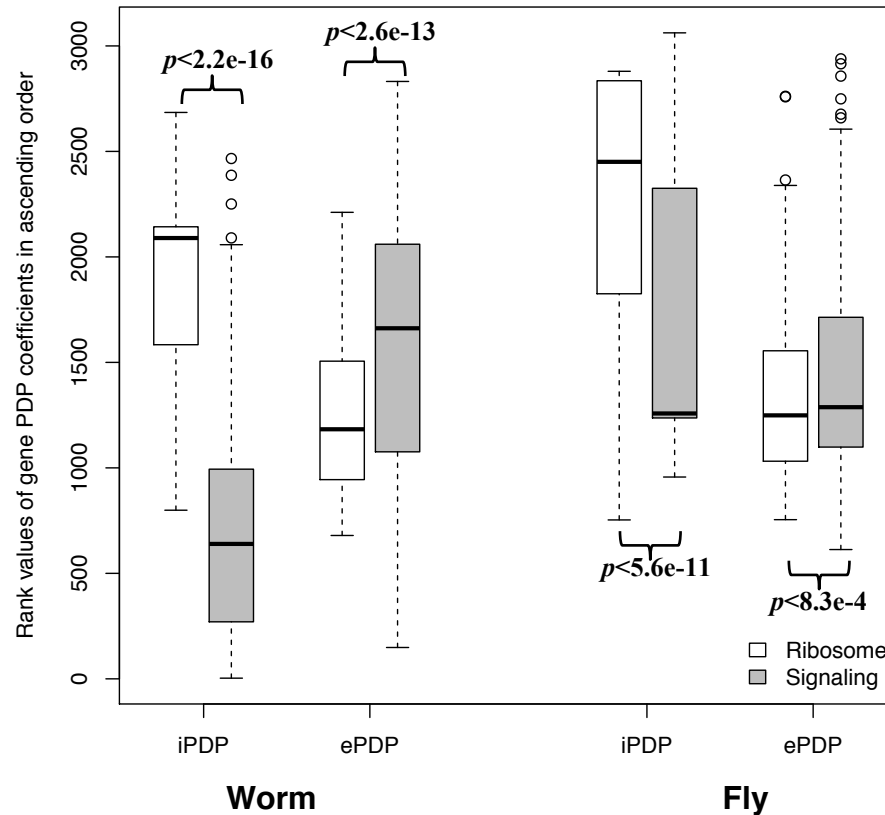 Rank values of gene PDP coefficients in ascending order
3000
2500
2000
1500
1000
500
0
p<2.2e-16
p<2.6e-13
p<5.6e-11
p<8.3e-4
Ribosome
Signaling
iPDP
ePDP
iPDP
ePDP
Worm
Fly